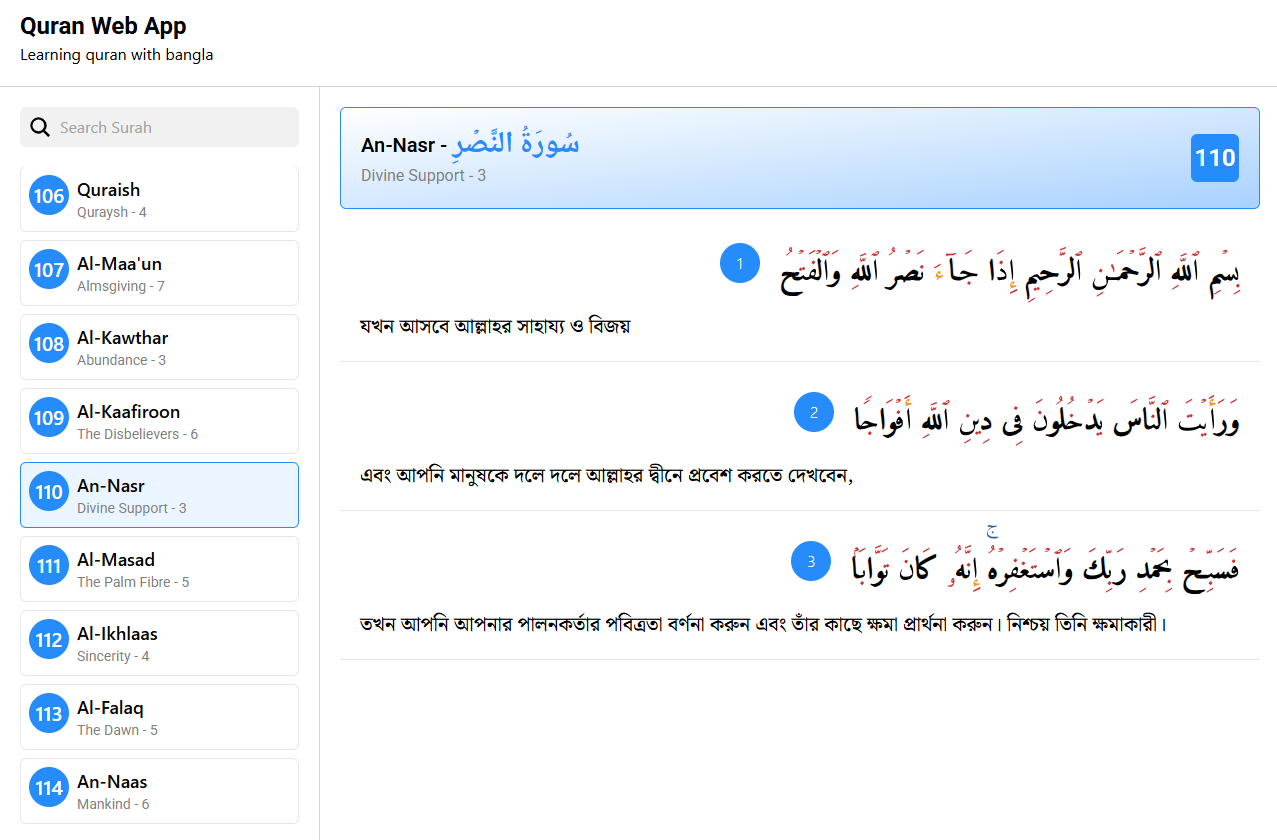 Quran Web App
Learning quran with bangla
Search Surah
106
Quraish
Quraysh - 4
107
Al-Maa'un
Almsgiving - 7
108
Al-Kawthar
Abundance - 3
109
Al-Kaafiroon
The Disbelievers - 6
110
An-Nasr
Divine Support - 3
111
Al-Masad
The Palm Fibre - 5
112
Al-Ikhlaas
Sincerity - 4
113
Al-Falaq
The Dawn - 5
114
An-Naas
Mankind - 6
An-Nasr - سُورَةُ النَّصۡرِ
Divine Support - 3
110
1
بِسۡمِ ٱللَّهِ ٱلرَّحۡمَـٰنِ ٱلرَّحِیمِ إِذَا جَاۤءَ نَصۡرُ ٱللَّهِ وَٱلۡفَتۡحُ
যখন আসবে আল্লাহর সাহায্য ও বিজয়
2
وَرَأَیۡتَ ٱلنَّاسَ یَدۡخُلُونَ فِی دِینِ ٱللَّهِ أَفۡوَاجࣰا
এবং আপনি মানুষকে দলে দলে আল্লাহর দ্বীনে প্রবেশ করতে দেখবেন,
3
فَسَبِّحۡ بِحَمۡدِ رَبِّكَ وَٱسۡتَغۡفِرۡهُۚ إِنَّهُۥ كَانَ تَوَّابَۢا
তখন আপনি আপনার পালনকর্তার পবিত্রতা বর্ণনা করুন এবং তাঁর কাছে ক্ষমা প্রার্থনা করুন। নিশ্চয় তিনি ক্ষমাকারী।